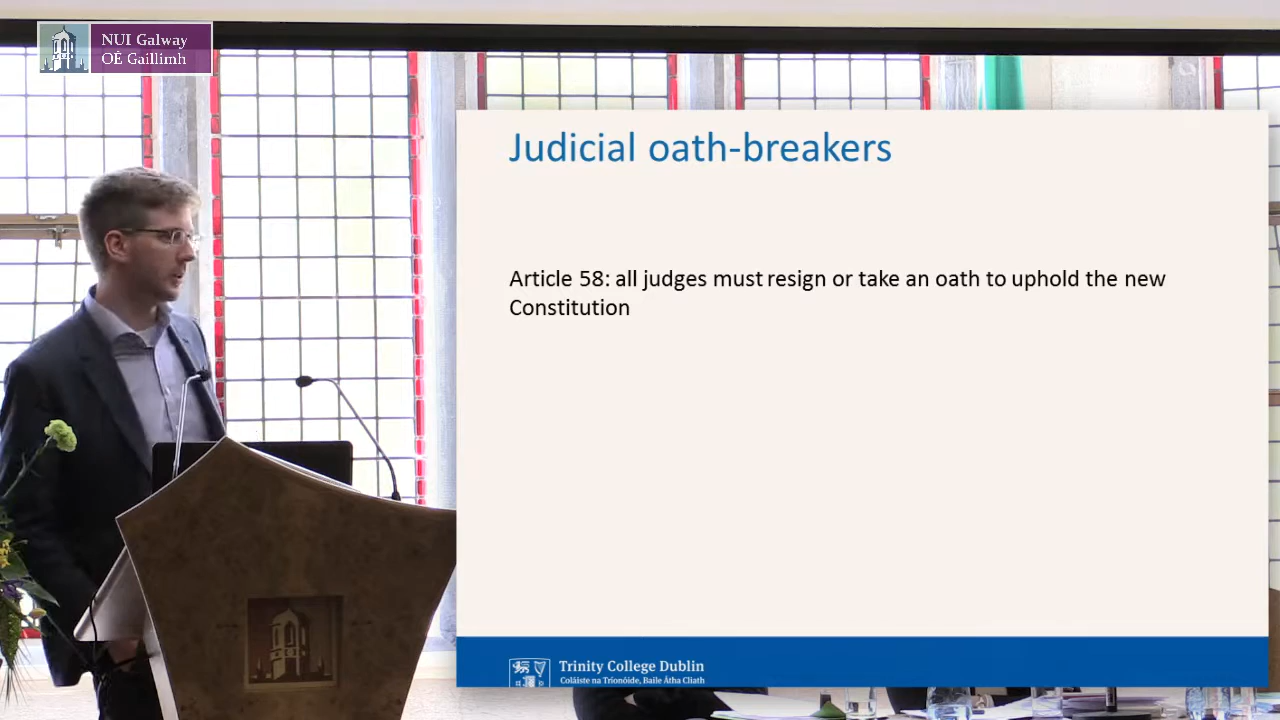 NUI Galway
OÉ Gaillimh
Judicial oath-breakers
Article 58: all judges must resign or take an oath to uphold the new
Constitution
Trinity College Dublin
Coláiste na Tríonóide, Baile Átha Cliath